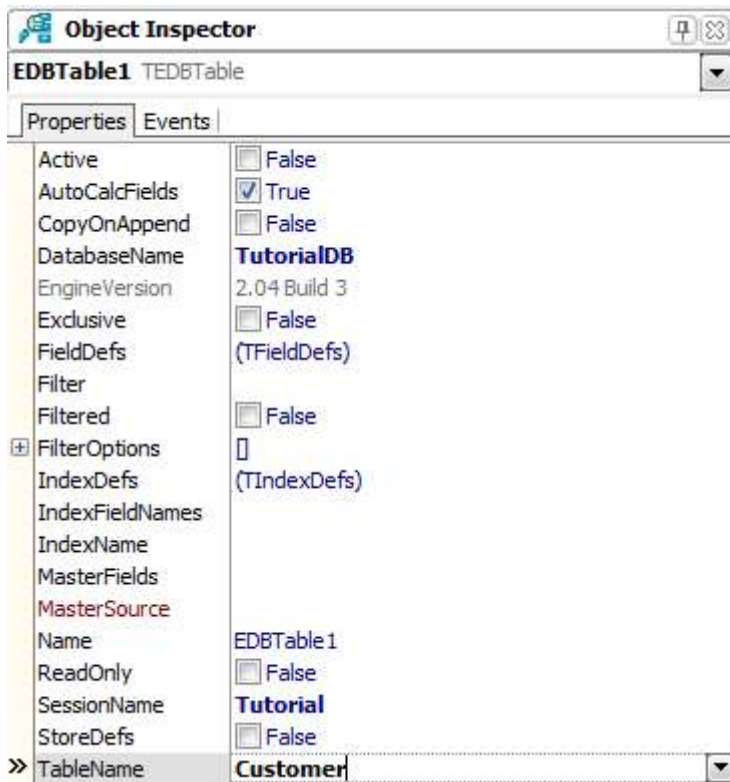 Object Inspector
EDBTable1 TEDBTable
Properties Events
Active False
AutoCalcFields True
CopyOnAppend False
DatabaseName TutorialDB
EngineVersion 2.04 Build 3
Exclusive False
FieldDefs (TFieldDefs)
Filter
Filtered False
FilterOptions []
IndexDefs (TIndexDefs)
IndexFieldNames
IndexName
MasterFields
MasterSource
Name EDBTable1
ReadOnly False
SessionName Tutorial
StoreDefs False
TableName Customer